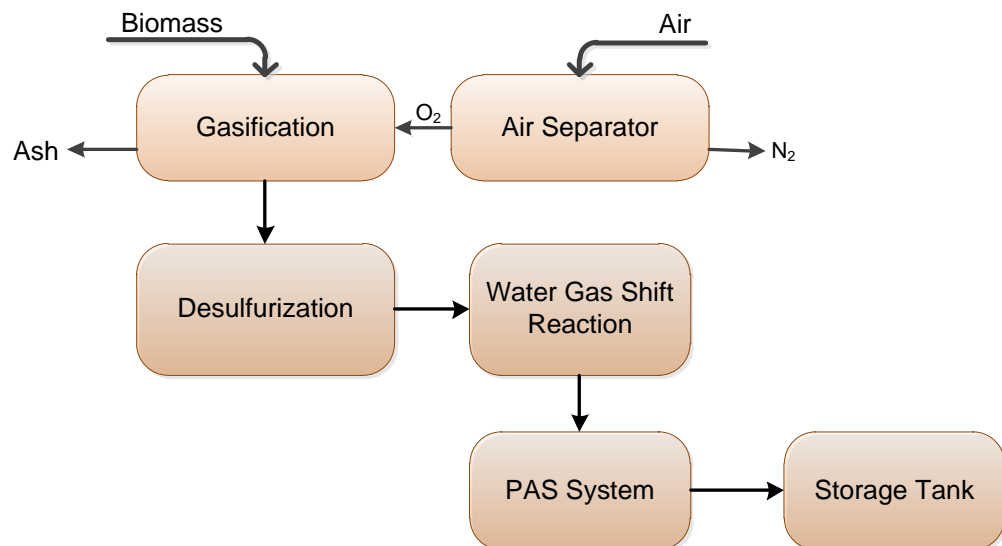 Biomass
Air
Gasification
O₂
Air Separator
Ash
N₂
Desulfurization
Water Gas Shift
Reaction
PAS System
Storage Tank